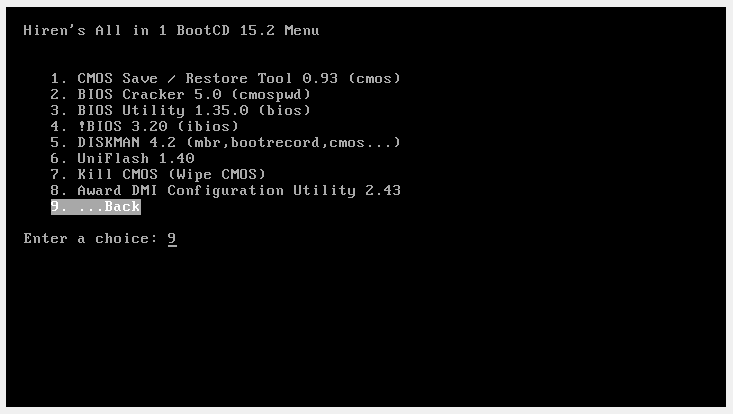 Hiren's All in 1 BootCD 15.2 Menu
1. CMOS Save / Restore Tool 0.93 (cmos)
2. BIOS Cracker 5.0 (cmospwd)
3. BIOS Utility 1.35.0 (bios)
4. !BIOS 3.20 (ibios)
5. DISKMAN 4.2 (mbr,bootrecord,cmos...)
6. UniFlash 1.40
7. Kill CMOS (Wipe CMOS)
8. Award DMI Configuration Utility 2.43
9. ...Back
Enter a choice: 9